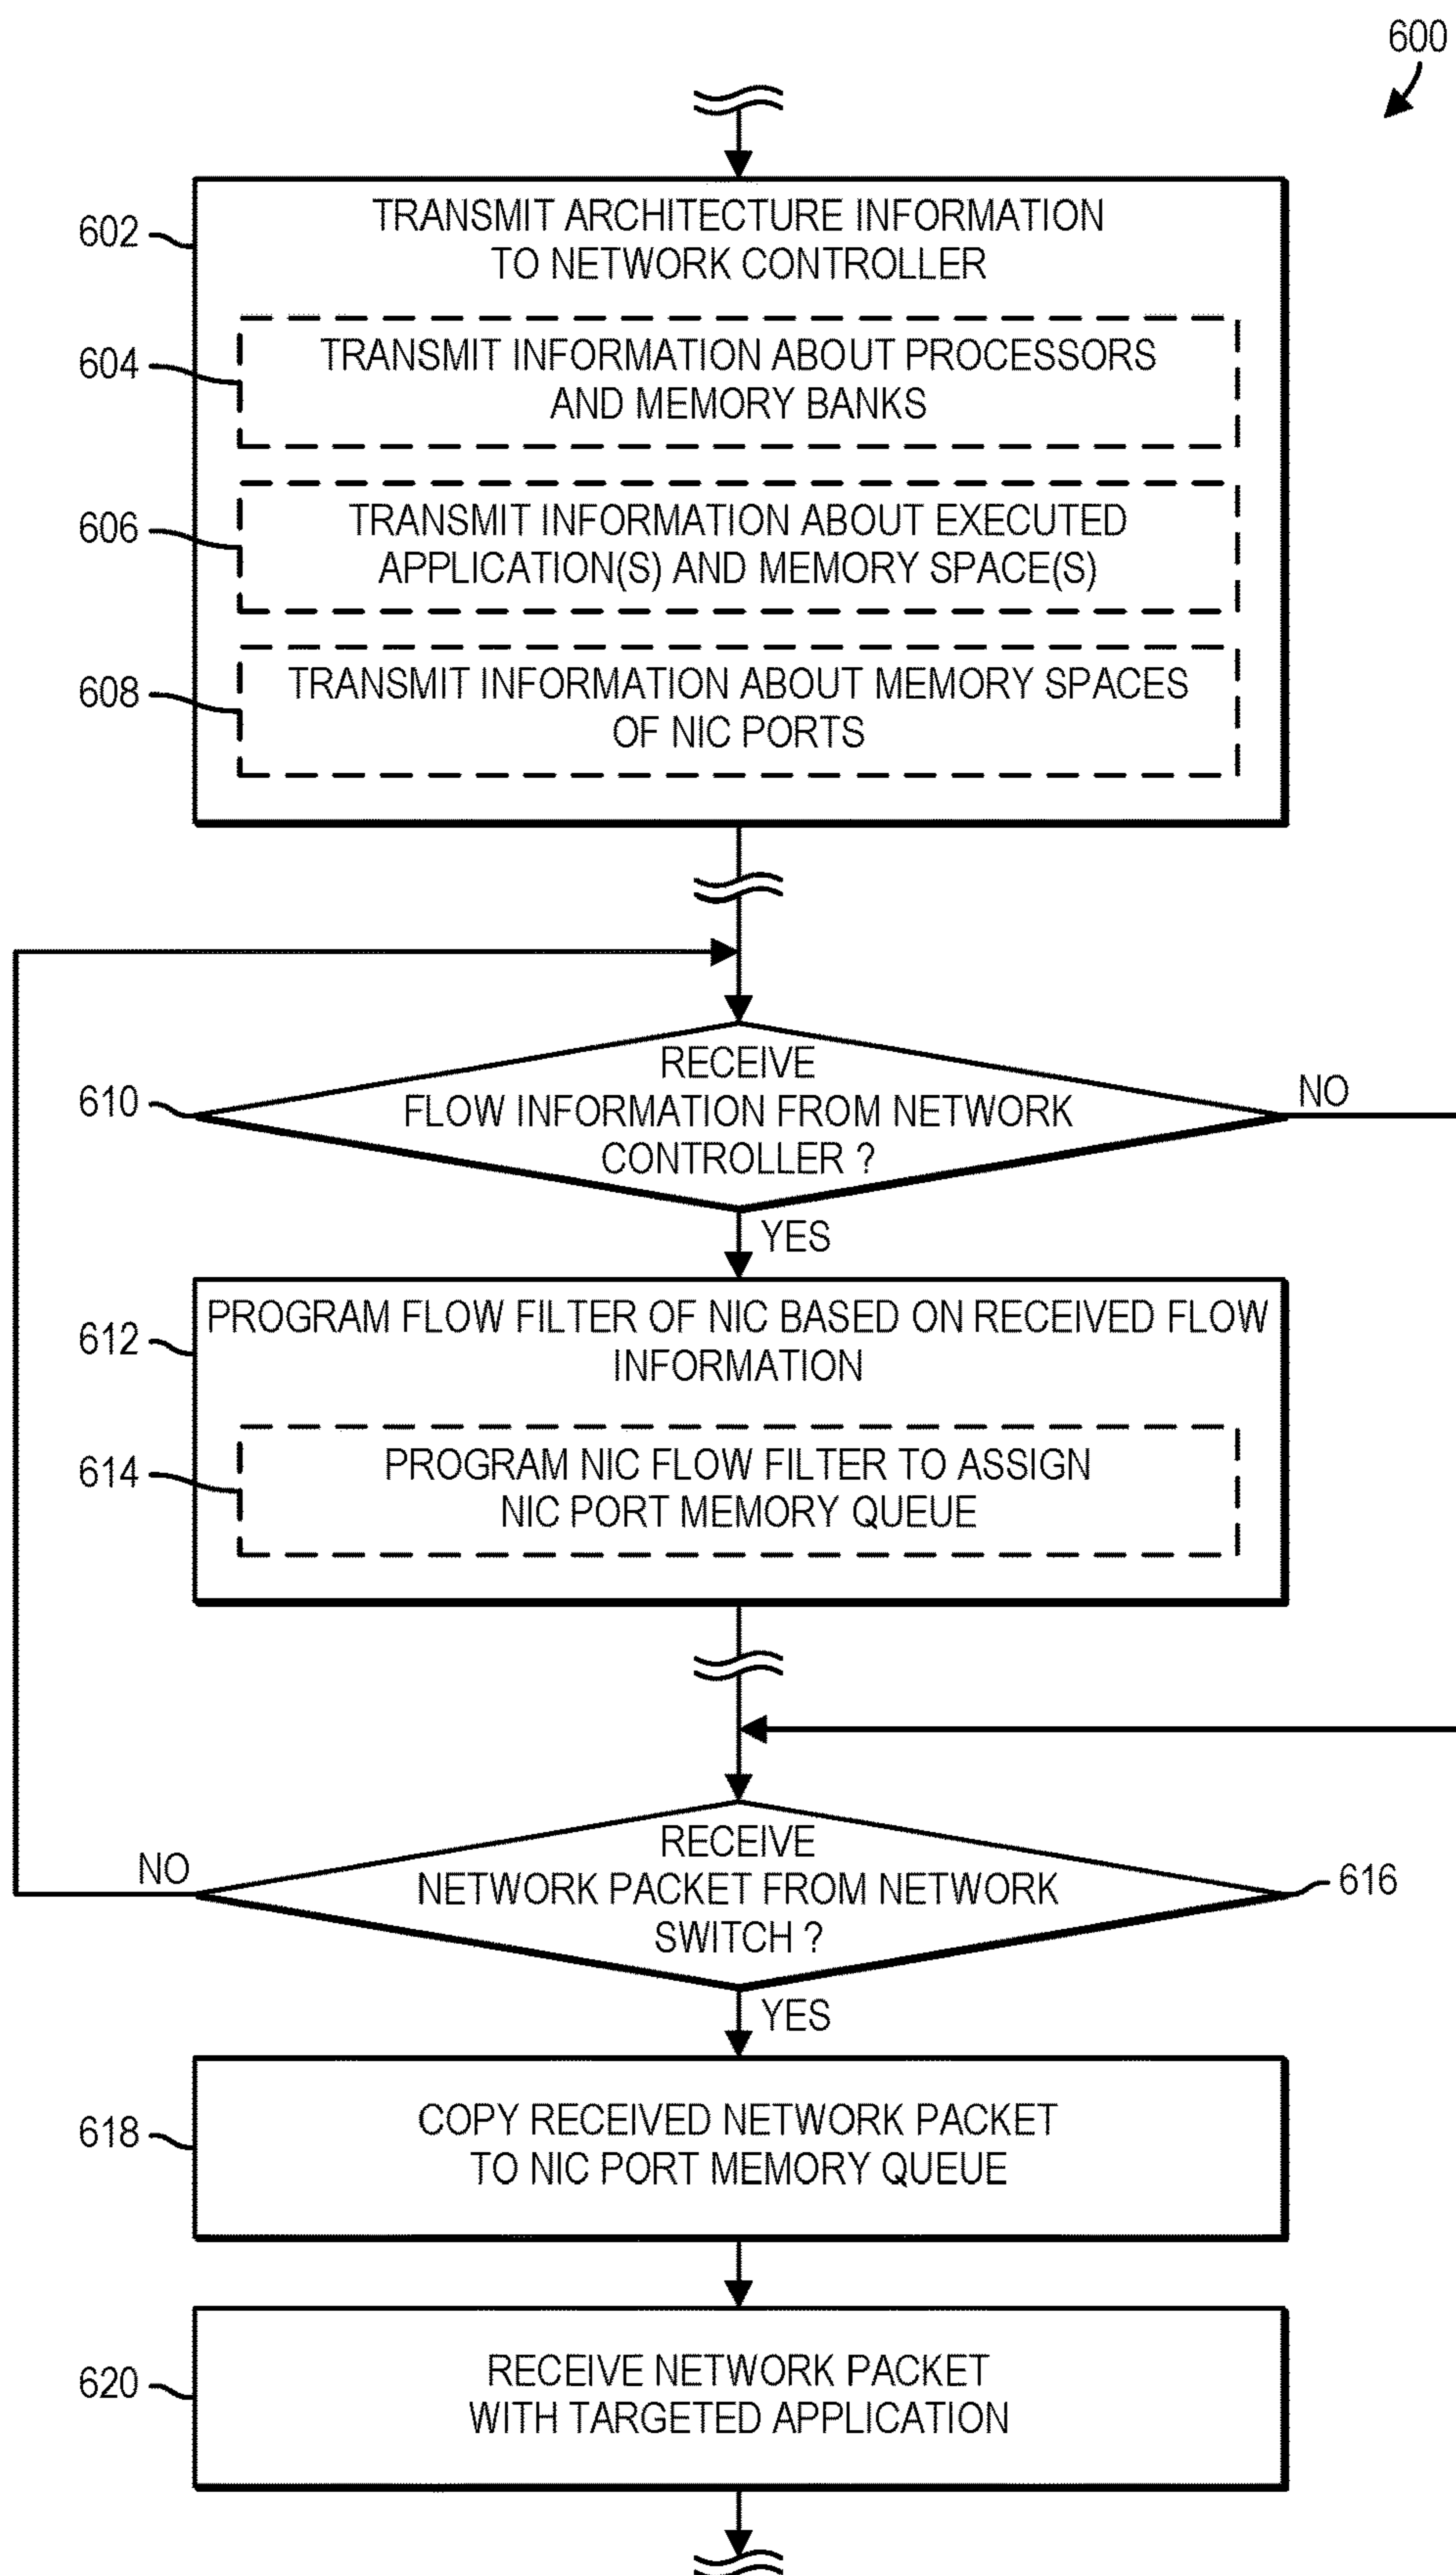 600
602
TRANSMIT ARCHITECTURE INFORMATION
TO NETWORK CONTROLLER
604
TRANSMIT INFORMATION ABOUT PROCESSORS
AND MEMORY BANKS
606
TRANSMIT INFORMATION ABOUT EXECUTED
APPLICATION(S) AND MEMORY SPACE(S)
608
TRANSMIT INFORMATION ABOUT MEMORY SPACES
OF NIC PORTS
610
RECEIVE
FLOW INFORMATION FROM NETWORK
CONTROLLER ?
NO
YES
612
PROGRAM FLOW FILTER OF NIC BASED ON RECEIVED FLOW
INFORMATION
614
PROGRAM NIC FLOW FILTER TO ASSIGN
NIC PORT MEMORY QUEUE
NO
RECEIVE
NETWORK PACKET FROM NETWORK
SWITCH ?
616
YES
618
COPY RECEIVED NETWORK PACKET
TO NIC PORT MEMORY QUEUE
620
RECEIVE NETWORK PACKET
WITH TARGETED APPLICATION